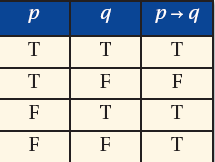 p q p → q
T T T
T F F
F T T
F F T